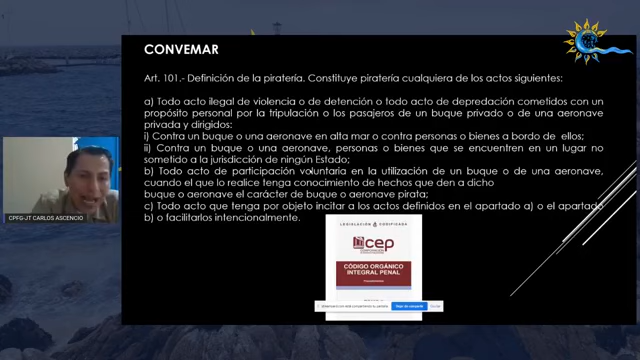 CONVEMAR
Art. 101.- Definición de la piratería. Constituye piratería cualquiera de los actos siguientes:
a) Todo acto ilegal de violencia o de detención o todo acto de depredación cometidos con un
propósito personal por la tripulación o los pasajeros de un buque privado o de una aeronave
privada y dirigidos:
i) Contra un buque o una aeronave en alta mar o contra personas o bienes a bordo de ellos;
ii) Contra un buque o una aeronave, personas o bienes que se encuentren en un lugar no
sometido a la jurisdicción de ningún Estado;
b) Todo acto de participación voluntaria en la utilización de un buque o de una aeronave,
cuando el que lo realice tenga conocimiento de hechos que den a dicho
buque o aeronave el carácter de buque o aeronave pirata;
c) Todo acto que tenga por objeto incitar a los actos definidos en el apartado a) o el apartado
b) o facilitarlos intencionalmente.
CPFG-JT CARLOS ASCENCIO
LEGISLACIÓN CODIFICADA
cep
CÓDIGO ORGÁNICO
INTEGRAL PENAL